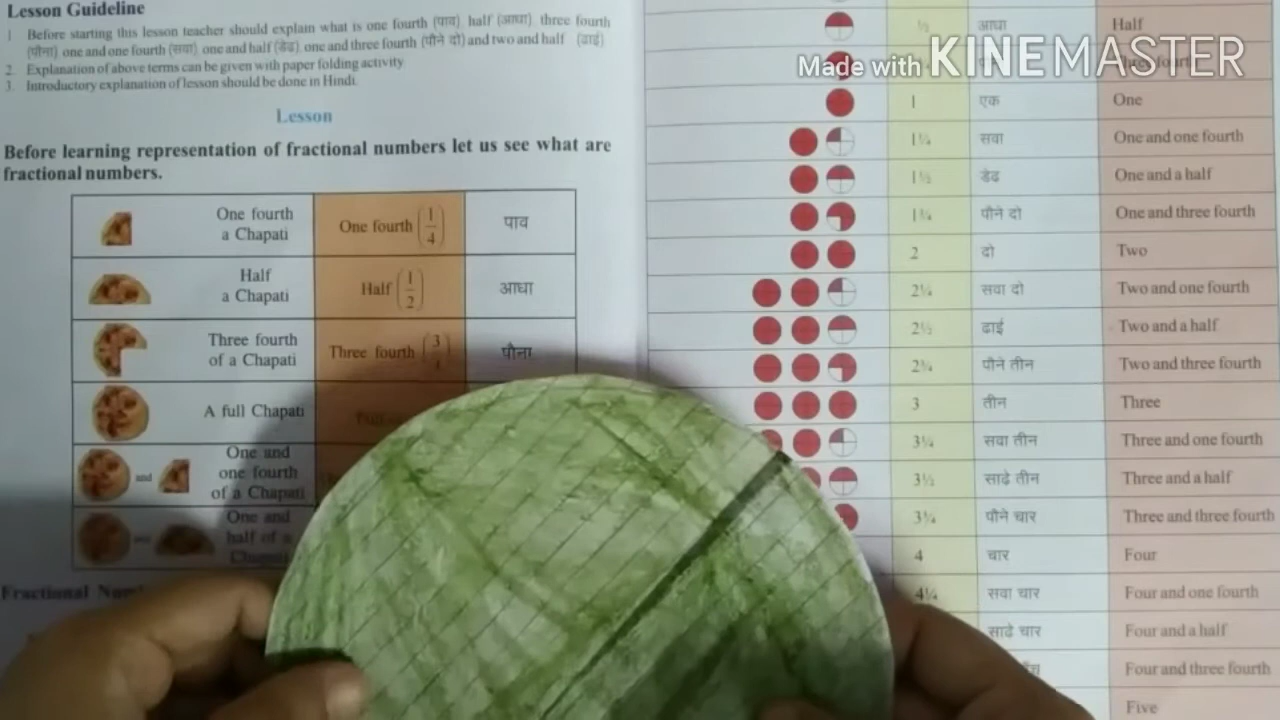 Lesson Guideline
1 Before starting this lesson teacher should explain what is one fourth (पाव) half (आधा) three fourth
(पौना) one and one fourth (सवा) one and half (डेढ) one and three fourth (पौने दो) and two and half (ढाई)
2. Explanation of above terms can be given with paper folding activity
3. Introductory explanation of lesson should be done in Hindi.
Lesson
Before learning representation of fractional numbers let us see what are
fractional numbers.
One fourth
a Chapati
One fourth (1/4)
पाव
Half
a Chapati
Half (1/2)
आधा
Three fourth
of a Chapati
Three fourth (3
पौना
A full Chapati
and
One and
one fourth
of a Chapati
One and
half of a
Chapati
Fractional
½ आधा Half
Made with KINEMASTER
1 एक One
1¼ सवा One and one fourth
1½ डेढ One and a half
1¾ पौने दो One and three fourth
2 दो Two
2¼ सवा दो Two and one fourth
2½ ढाई Two and a half
2¾ पौने तीन Two and three fourth
3 तीन Three
3¼ सवा तीन Three and one fourth
3½ साढे तीन Three and a half
3¾ पौने चार Three and three fourth
4 चार Four
4¼ सवा चार Four and one fourth
साढे चार Four and a half
Four and three fourth
Five